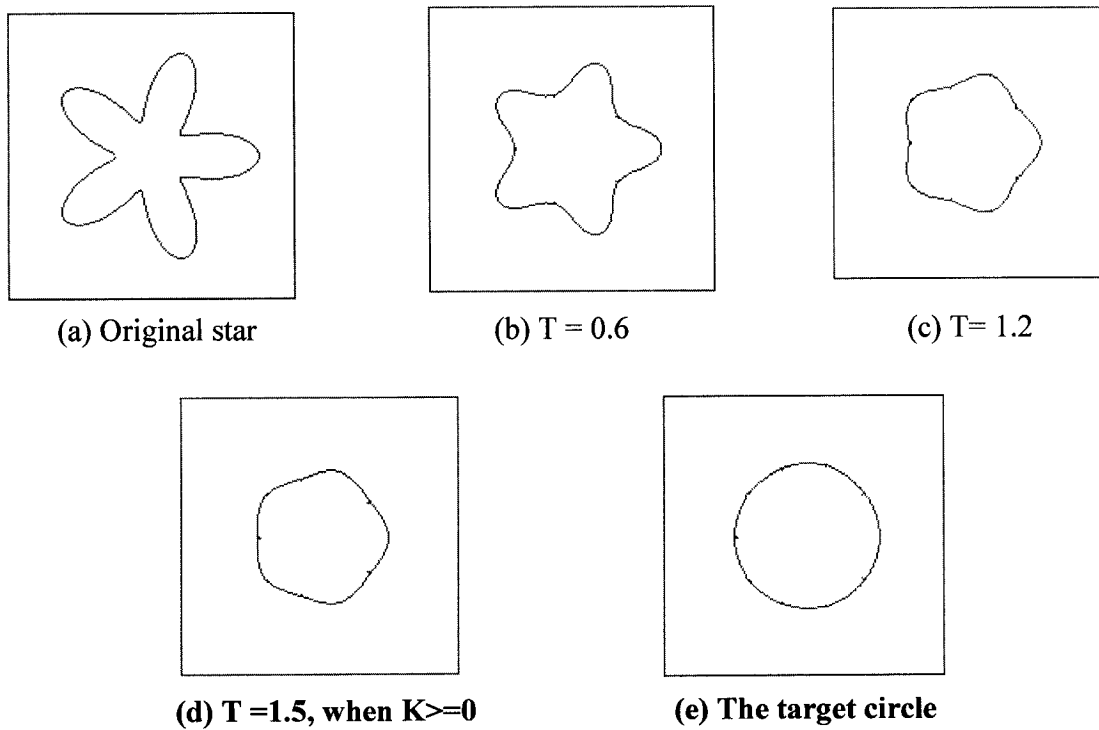 (a) Original star
(b) T = 0.6
(c) T= 1.2
(d) T =1.5, when K>=0
(e) The target circle